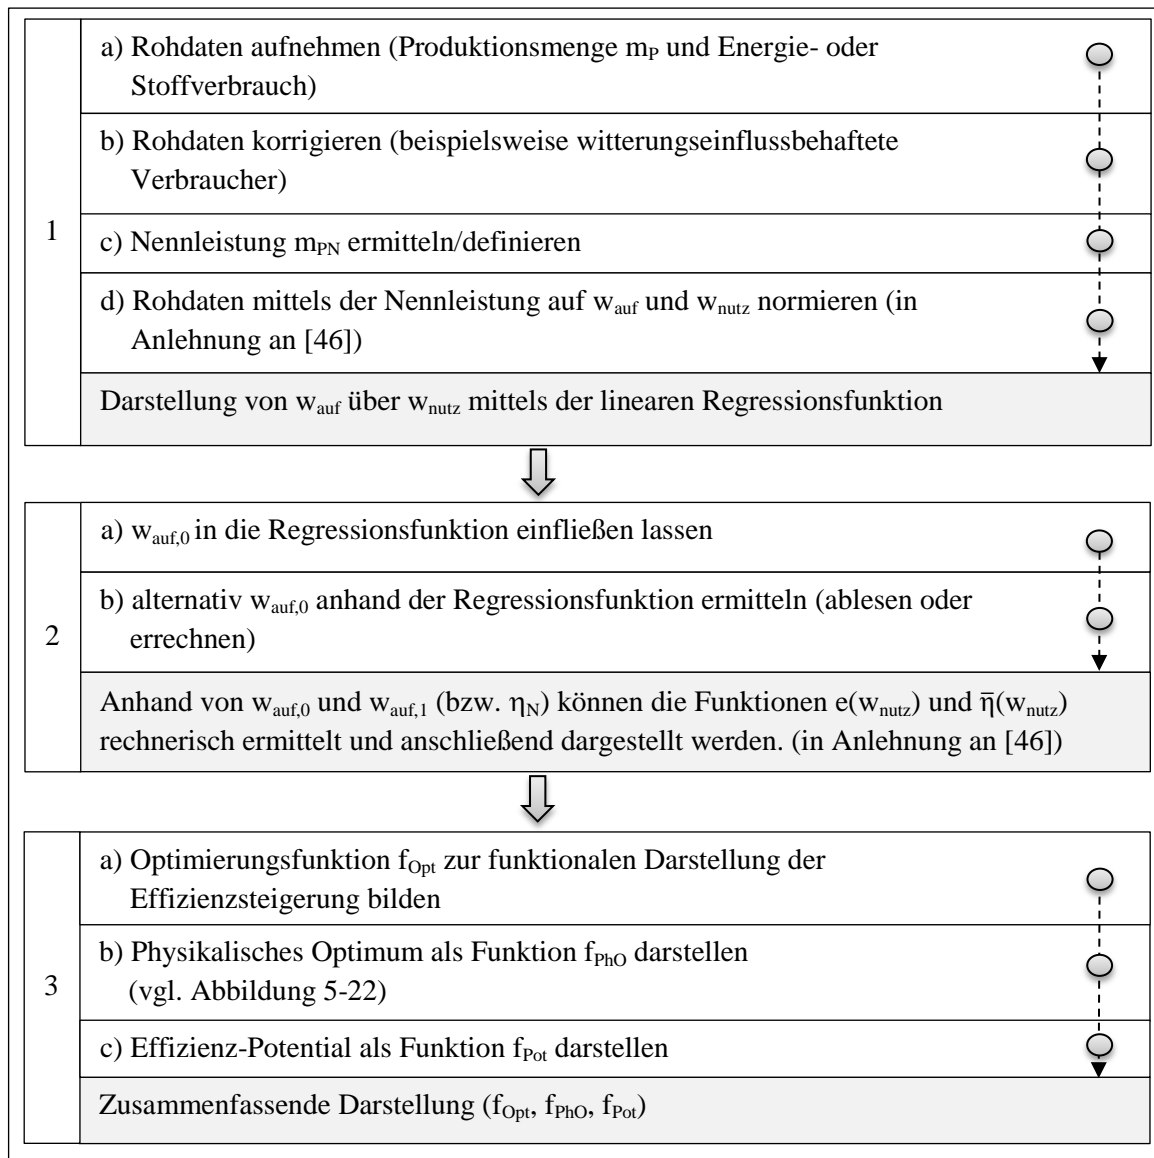 1
a) Rohdaten aufnehmen (Produktionsmenge mP und Energie- oder
Stoffverbrauch)
b) Rohdaten korrigieren (beispielsweise witterungseinflussbehaftete
Verbraucher)
c) Nennleistung mPN ermitteln/definieren
d) Rohdaten mittels der Nennleistung auf wauf und wnutz normieren (in
Anlehnung an [46])
Darstellung von wauf über wnutz mittels der linearen Regressionsfunktion
2
a) wauf,0 in die Regressionsfunktion einfließen lassen
b) alternativ wauf,0 anhand der Regressionsfunktion ermitteln (ablesen oder
errechnen)
Anhand von wauf,0 und wauf,1 (bzw. ηN) können die Funktionen e(wnutz) und η̅(wnutz)
rechnerisch ermittelt und anschließend dargestellt werden. (in Anlehnung an [46])
3
a) Optimierungsfunktion fOpt zur funktionalen Darstellung der
Effizienzsteigerung bilden
b) Physikalisches Optimum als Funktion fPhO darstellen
(vgl. Abbildung 5-22)
c) Effizienz-Potential als Funktion fPot darstellen
Zusammenfassende Darstellung (fOpt, fPhO, fPot)